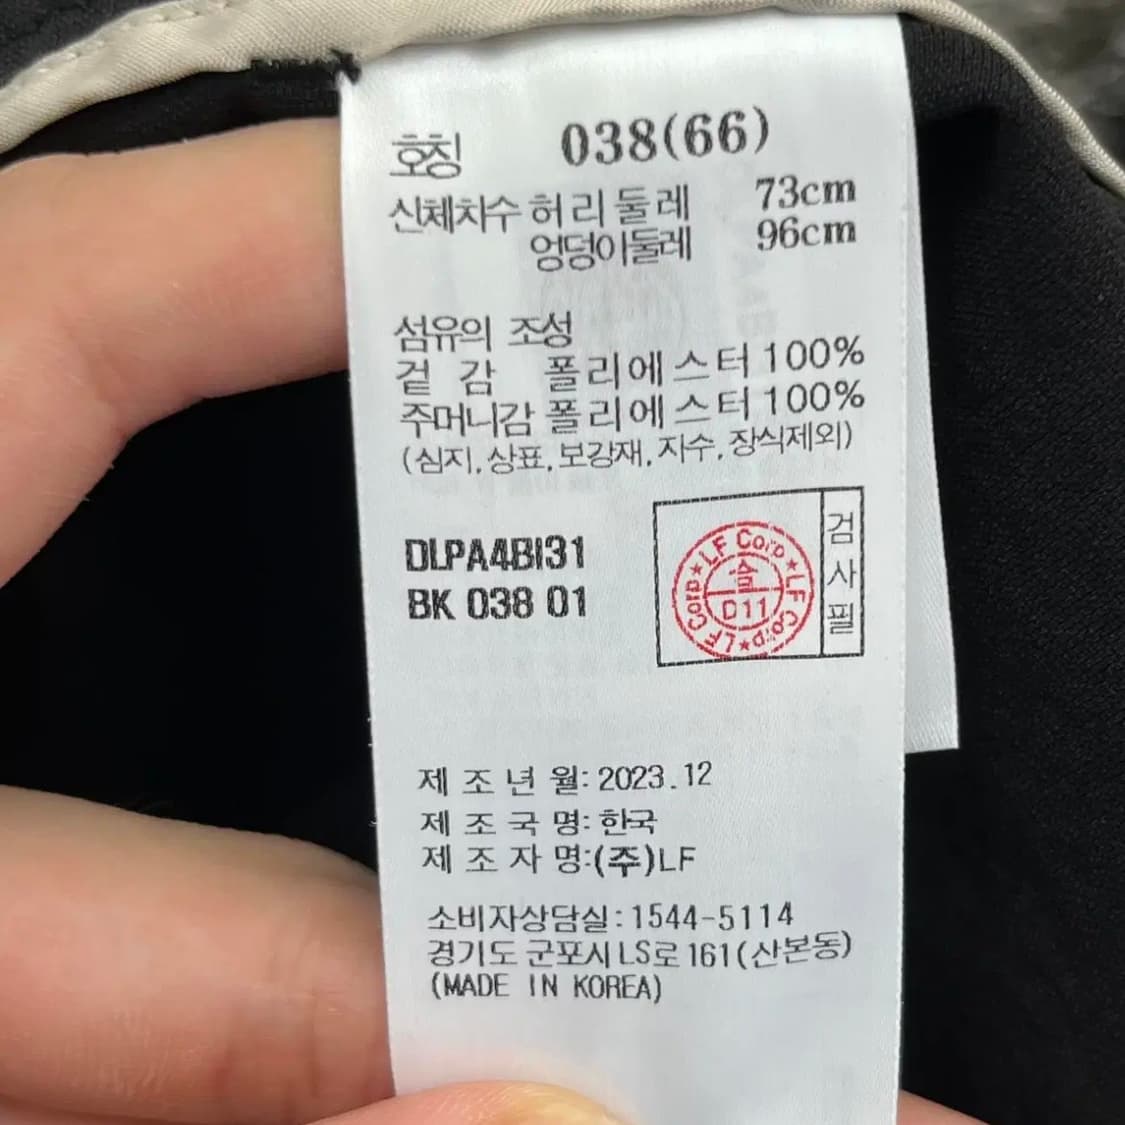 호칭 038(66)
신체치수 허리둘레 73cm
엉덩이둘레 96cm
섬유의 조성
겉 감 폴리에스터 100%
주머니감 폴리에스터 100%
(심지, 상표, 보강재, 자수, 장식제외)
DLPA4BI31
BK 038 01
검사필
LF Corp★LF Corp★LF Corp★
D11
제 조 년 월: 2023.12
제 조 국 명: 한국
제 조 자 명:(주)LF
소비자상담실:1544-5114
경기도 군포시 LS로 161(산본동)
(MADE IN KOREA)